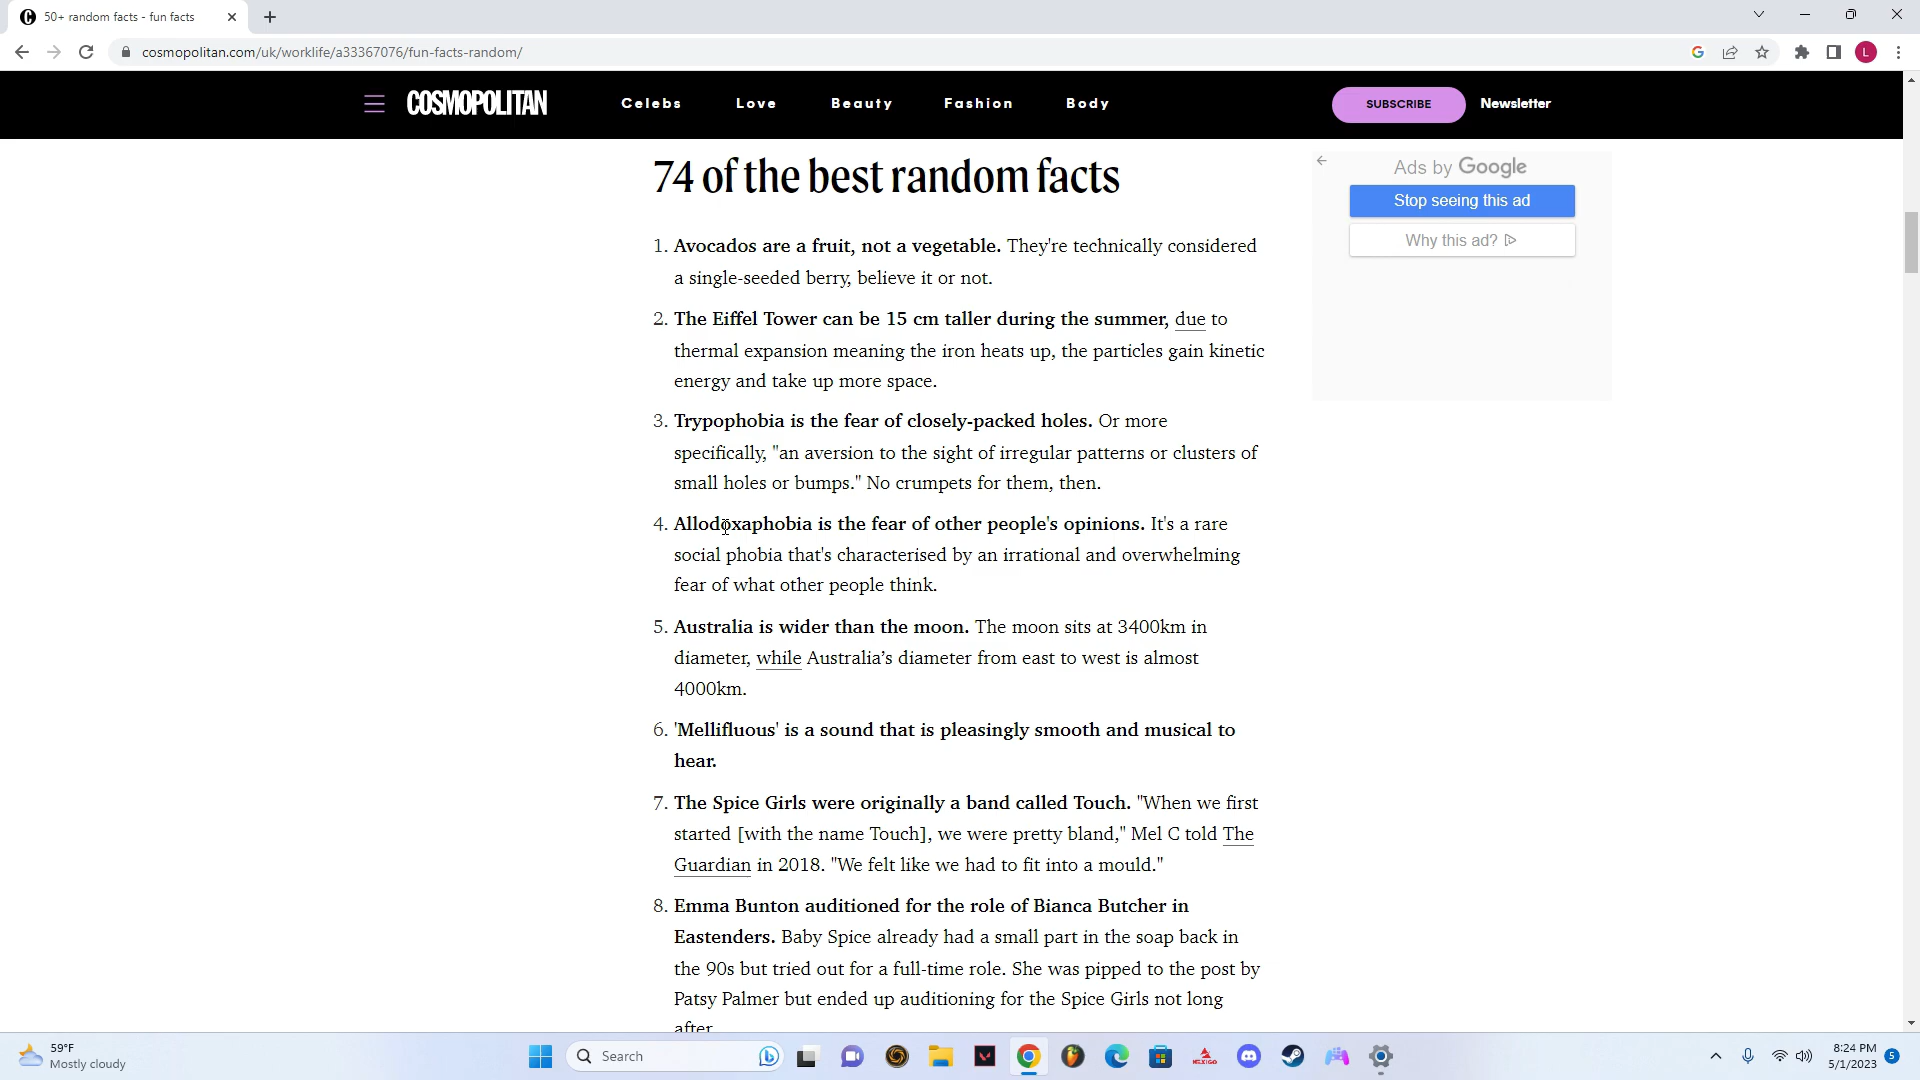 50+ random facts - fun facts
cosmopolitan.com/uk/worklife/a33367076/fun-facts-random/
L
COSMOPOLITAN
Celebs
Love
Beauty
Fashion
Body
SUBSCRIBE
Newsletter
74 of the best random facts
Ads by Google
Stop seeing this ad
Why this ad?
1. Avocados are a fruit, not a vegetable. They're technically considered
a single-seeded berry, believe it or not.
2. The Eiffel Tower can be 15 cm taller during the summer, due to
thermal expansion meaning the iron heats up, the particles gain kinetic
energy and take up more space.
3. Trypophobia is the fear of closely-packed holes. Or more
specifically, "an aversion to the sight of irregular patterns or clusters of
small holes or bumps." No crumpets for them, then.
4. Allodoxaphobia is the fear of other people's opinions. It's a rare
social phobia that's characterised by an irrational and overwhelming
fear of what other people think.
5. Australia is wider than the moon. The moon sits at 3400km in
diameter, while Australia’s diameter from east to west is almost
4000km.
6. 'Mellifluous' is a sound that is pleasingly smooth and musical to
hear.
7. The Spice Girls were originally a band called Touch. "When we first
started [with the name Touch], we were pretty bland," Mel C told The
Guardian in 2018. "We felt like we had to fit into a mould."
8. Emma Bunton auditioned for the role of Bianca Butcher in
Eastenders. Baby Spice already had a small part in the soap back in
the 90s but tried out for a full-time role. She was pipped to the post by
Patsy Palmer but ended up auditioning for the Spice Girls not long
after
59°F
Mostly cloudy
Search
8:24 PM
5/1/2023
5